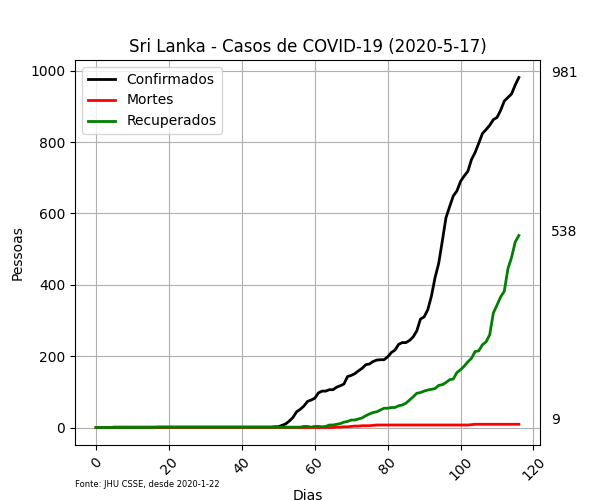 Sri Lanka - Casos de COVID-19 (2020-5-17)
Confirmados
Mortes
Recuperados
1000
800
600
400
200
0
Pessoas
981
538
9
0
20
40
60
80
100
120
Dias
Fonte: JHU CSSE, desde 2020-1-22